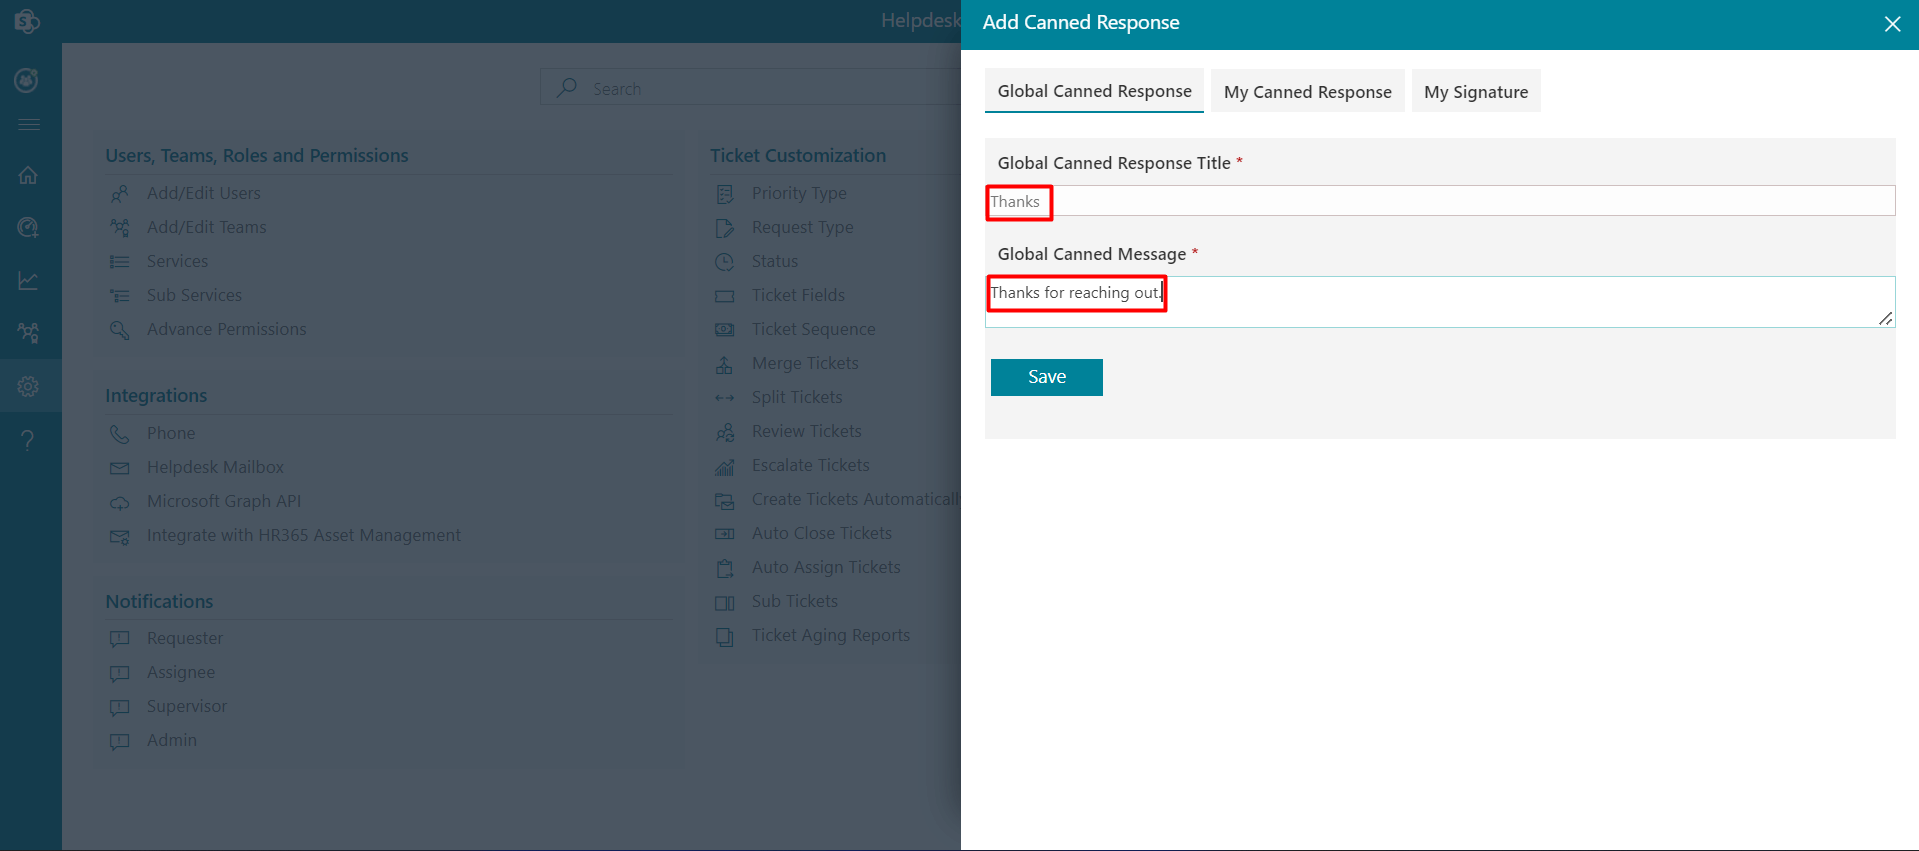 Helpdesk
Search
Users, Teams, Roles and Permissions
Add/Edit Users
Add/Edit Teams
Services
Sub Services
Advance Permissions
Integrations
Phone
Helpdesk Mailbox
Microsoft Graph API
Integrate with HR365 Asset Management
Notifications
Requester
Assignee
Supervisor
Admin
Ticket Customization
Priority Type
Request Type
Status
Ticket Fields
Ticket Sequence
Merge Tickets
Split Tickets
Review Tickets
Escalate Tickets
Create Tickets Automaticall
Auto Close Tickets
Auto Assign Tickets
Sub Tickets
Ticket Aging Reports
Add Canned Response
Global Canned Response
My Canned Response
My Signature
Global Canned Response Title *
Thanks
Global Canned Message *
Thanks for reaching out.
Save